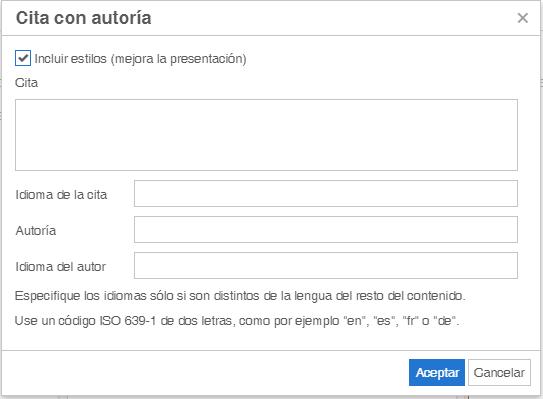 Cita con autoría
Incluir estilos (mejora la presentación)
Cita
Idioma de la cita
Autoría
Idioma del autor
Especifique los idiomas sólo si son distintos de la lengua del resto del contenido.
Use un código ISO 639-1 de dos letras, como por ejemplo "en", "es", "fr" o "de".
Aceptar Cancelar